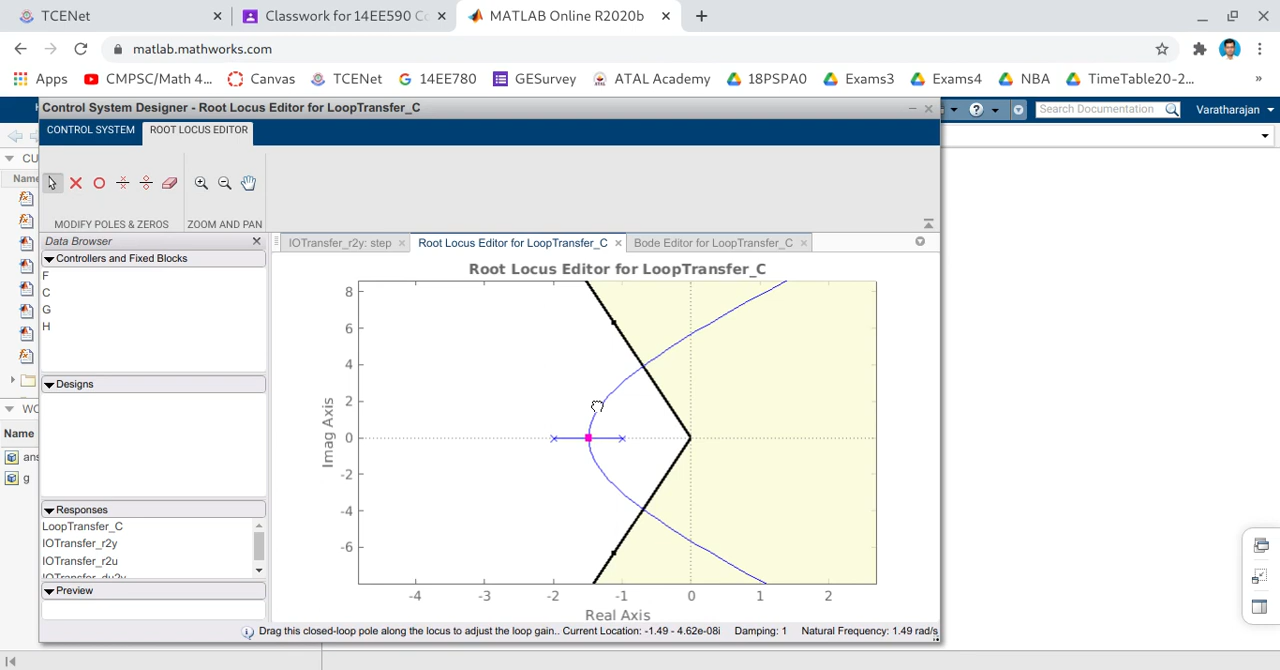 TCENet
Classwork for 14EE590 Co
MATLAB Online R2020b
matlab.mathworks.com
Apps
CMPSC/Math 4...
Canvas
TCENet
14EE780
GESurvey
ATAL Academy
18PSPA0
Exams3
Exams4
NBA
TimeTable20-2...
»
Control System Designer - Root Locus Editor for LoopTransfer_C
Search Documentation
Varatharajan
CONTROL SYSTEM
ROOT LOCUS EDITOR
CU
Name
MODIFY POLES & ZEROS
ZOOM AND PAN
Data Browser
IOTransfer_r2y: step
Root Locus Editor for LoopTransfer_C
Bode Editor for LoopTransfer_C
Controllers and Fixed Blocks
F
C
G
H
Root Locus Editor for LoopTransfer_C
8
6
4
2
0
-2
-4
-6
Imag Axis
-4
-3
-2
-1
0
1
2
Real Axis
Designs
WO
Name
ans
g
Responses
LoopTransfer_C
IOTransfer_r2y
IOTransfer_r2u
IOTransfer_du2y
Preview
Drag this closed-loop pole along the locus to adjust the loop gain.. Current Location: -1.49 - 4.62e-08i Damping: 1 Natural Frequency: 1.49 rad/s